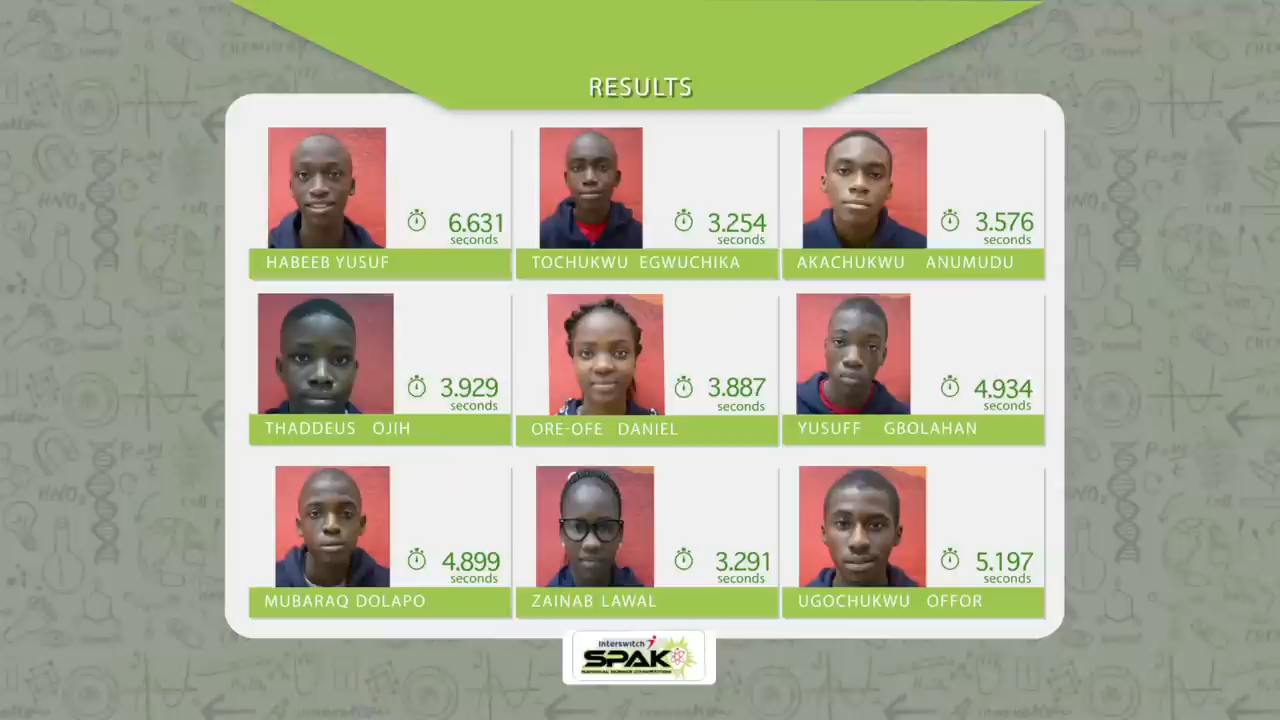 RESULTS
6.631
seconds
HABEEB YUSUF
3.254
seconds
TOCHUKWU EGWUCHIKA
3.576
seconds
AKACHUKWU ANUMUDU
3.929
seconds
THADDEUS OJIH
3.887
seconds
ORE-OFE DANIEL
4.934
seconds
YUSUFF GBOLAHAN
4.899
seconds
MUBARAQ DOLAPO
3.291
seconds
ZAINAB LAWAL
5.197
seconds
UGOCHUKWU OFFOR
interswitch
SPAK